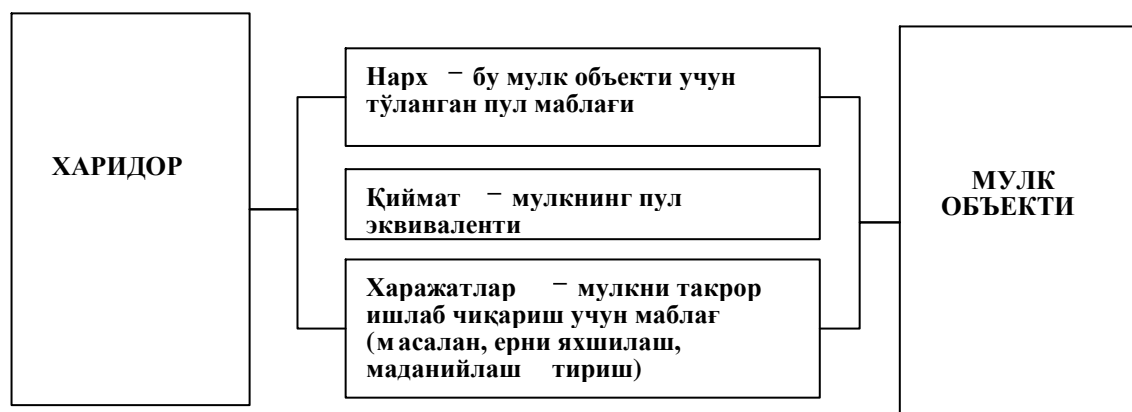 ХАРИДОР
Нарх – бу мулк объекти учун
тўланган пул маблағи
Қиймат – мулкнинг пул
эквиваленти
Харажатлар – мулкни такрор
ишлаб чиқариш учун маблағ
(масалан, ерни яхшилаш,
маданийлаш тириш)
МУЛК
ОБЪЕКТИ